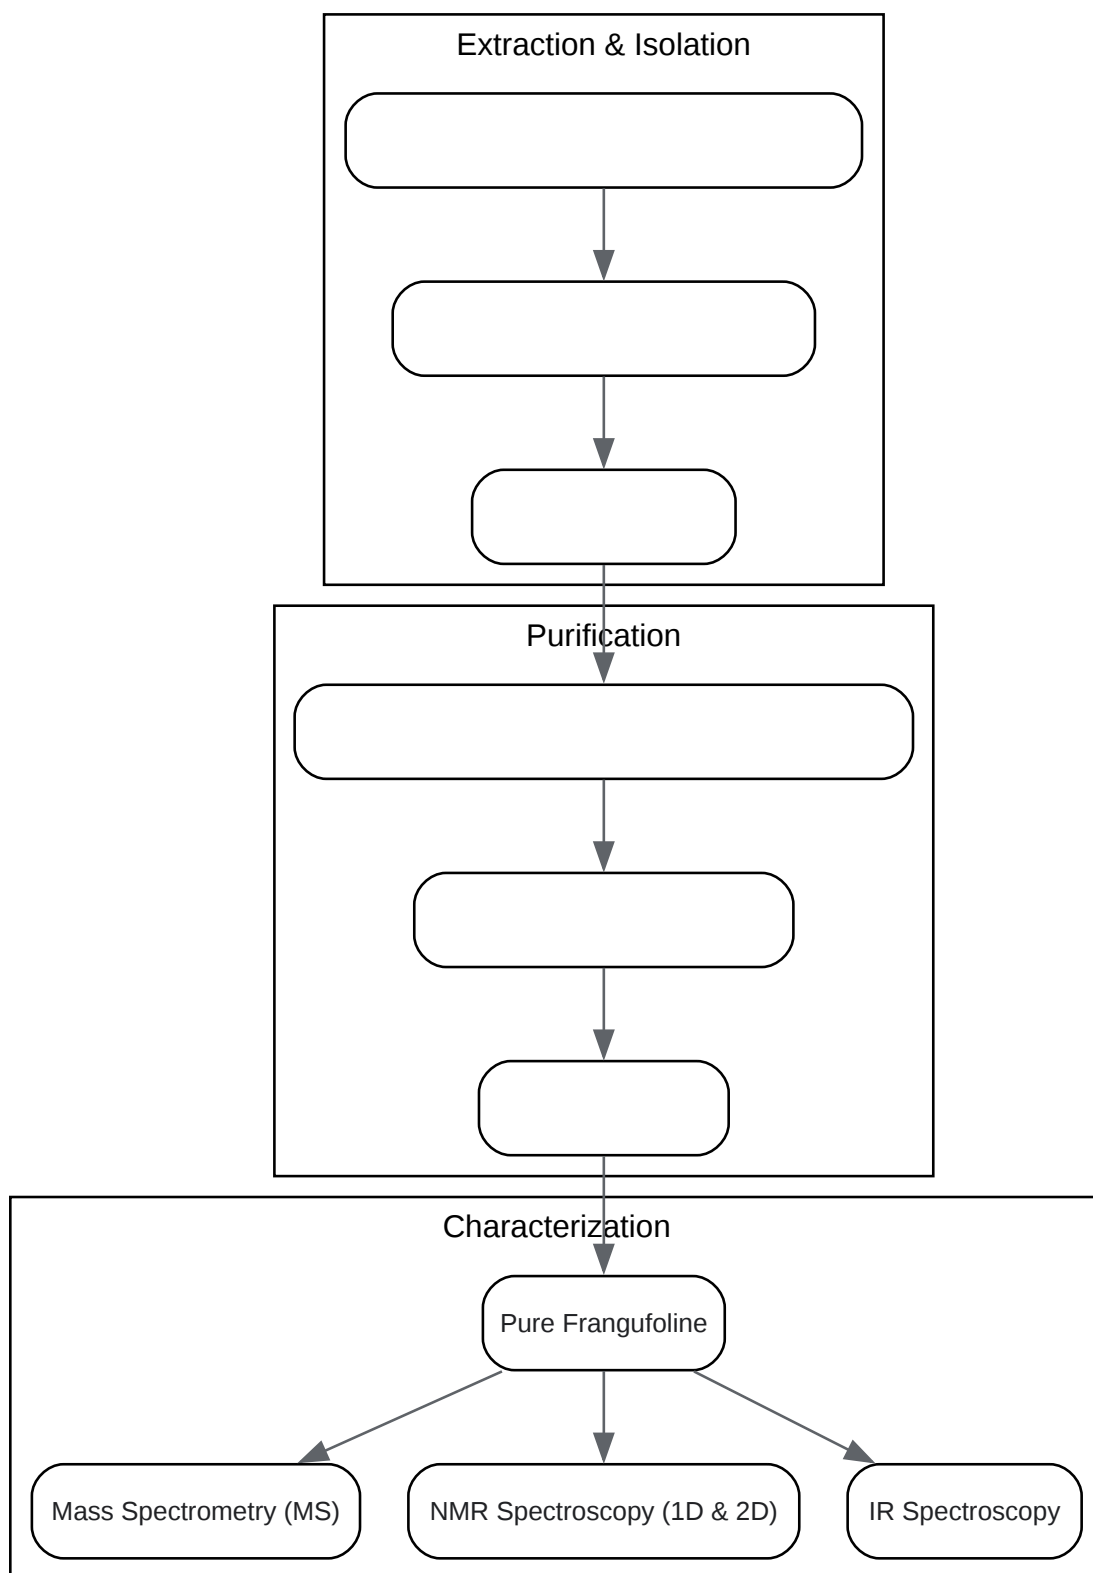 Extraction & Isolation
Purification
Characterization
Pure Frangufoline
Mass Spectrometry (MS)
NMR Spectroscopy (1D & 2D)
IR Spectroscopy